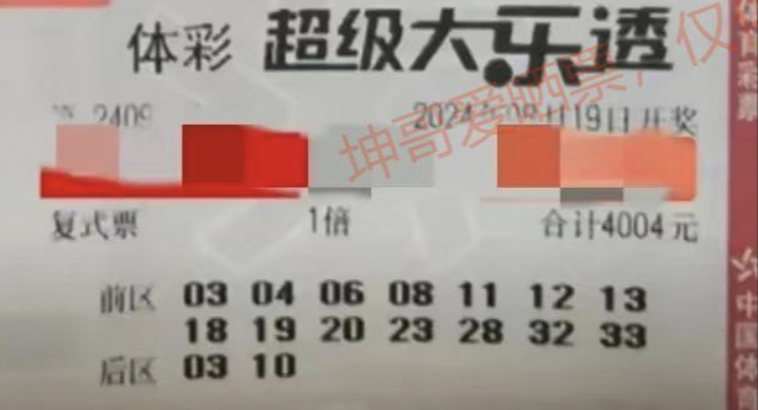 体彩 超级大乐透
坤哥爱购票，仅
第 2409
2024年08月19日开奖
复式票 1倍 合计4004元
前区 03 04 06 08 11 12 13
18 19 20 23 28 32 33
后区 03 10
体育彩票
中国体育